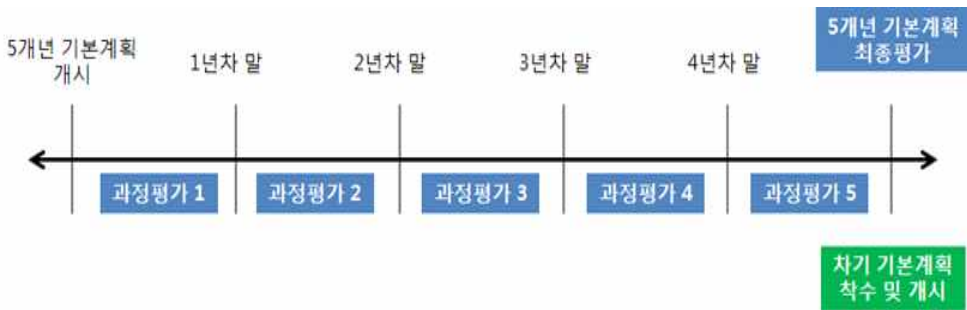 5개년 기본계획
개시
1년차 말
2년차 말
3년차 말
4년차 말
5개년 기본계획
최종평가
과정평가 1
과정평가 2
과정평가 3
과정평가 4
과정평가 5
차기 기본계획
착수 및 개시